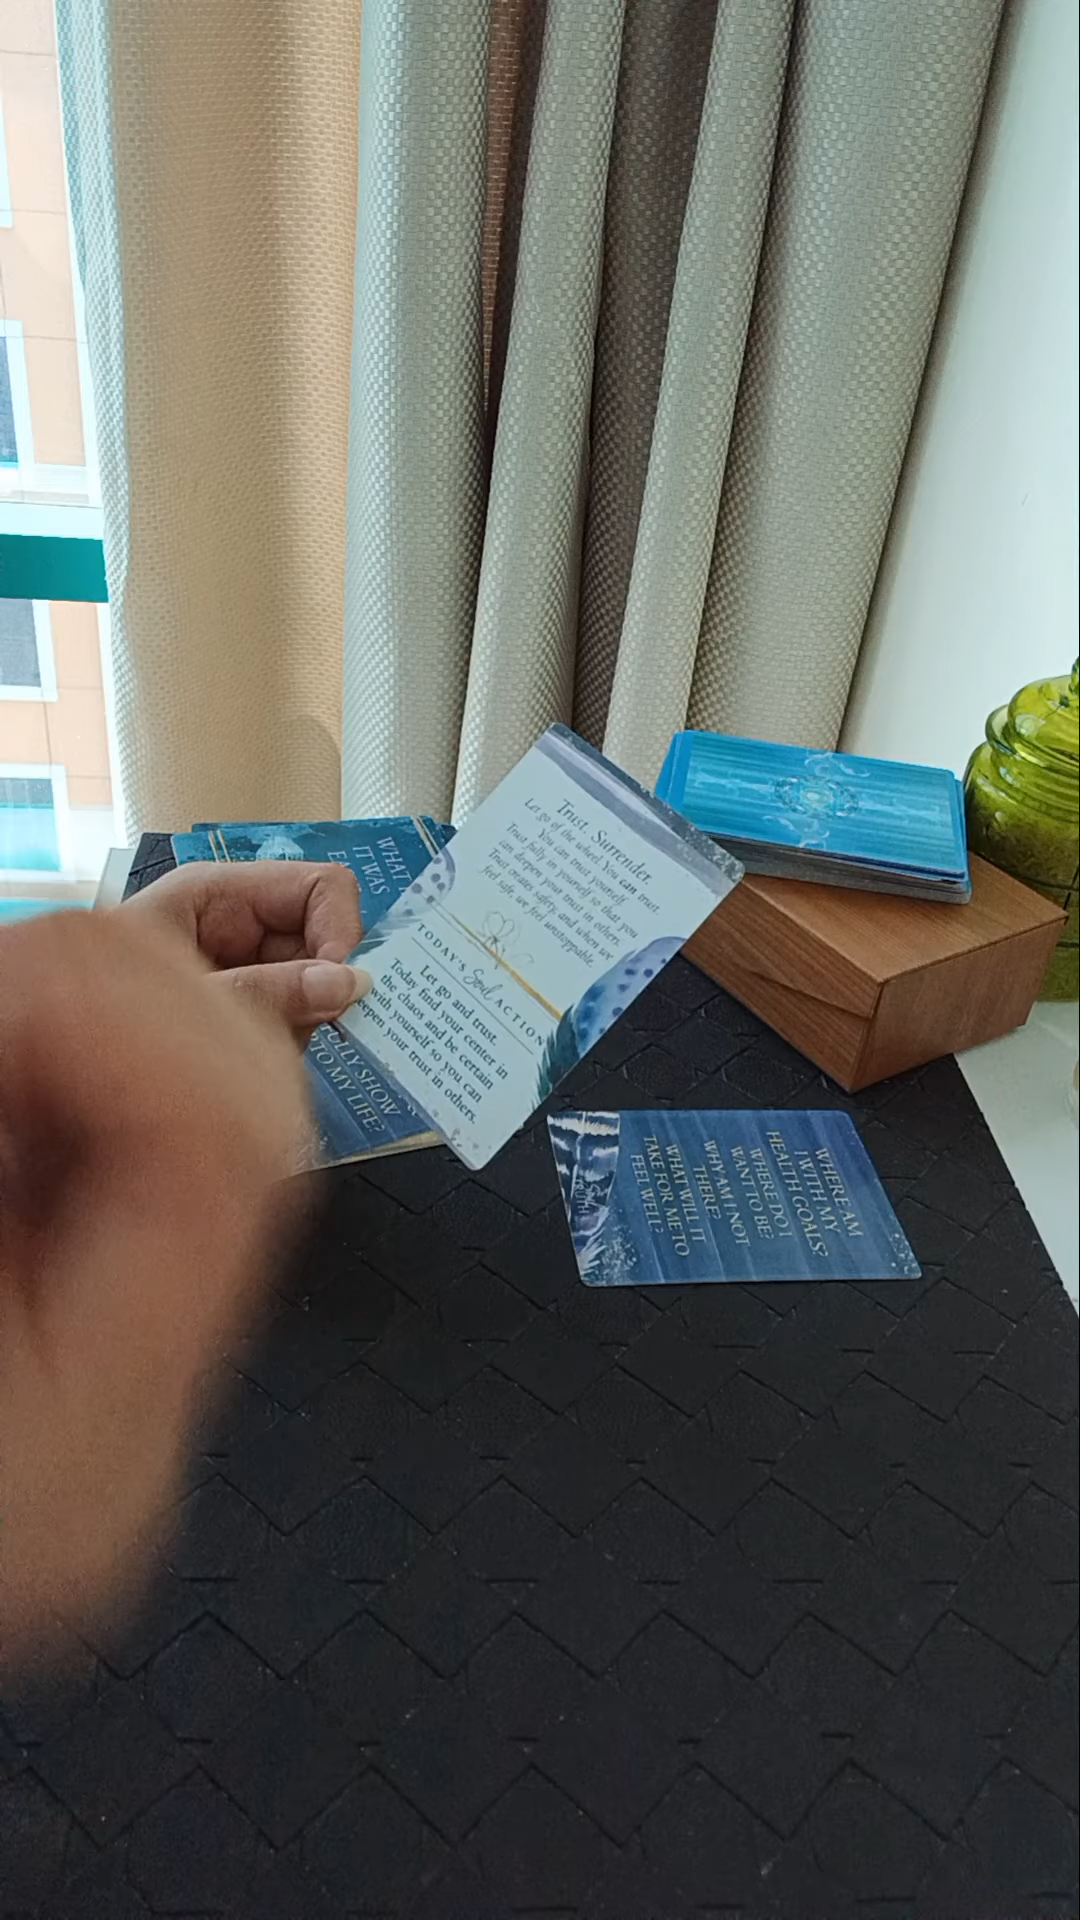 Trust. Surrender.
Let go of the wheel. You can trust.
You can trust yourself.
Trust fully in yourself so that you
can deepen your trust in others.
Trust creates safety, and when we
feel safe, we feel unstoppable.
TODAY'S Soul ACTION
Let go and trust.
Today find your center in
the chaos and be certain
with yourself so you can
deepen your trust in others.
WHAT I
IT WAS
E
FULLY SHOW
TO MY LIFE?
WHERE AM
I WITH MY
HEALTH GOALS?
WHERE DO I
WANT TO BE?
WHY AM I NOT
THERE?
WHAT WILL IT
TAKE FOR ME TO
FEEL WELL?